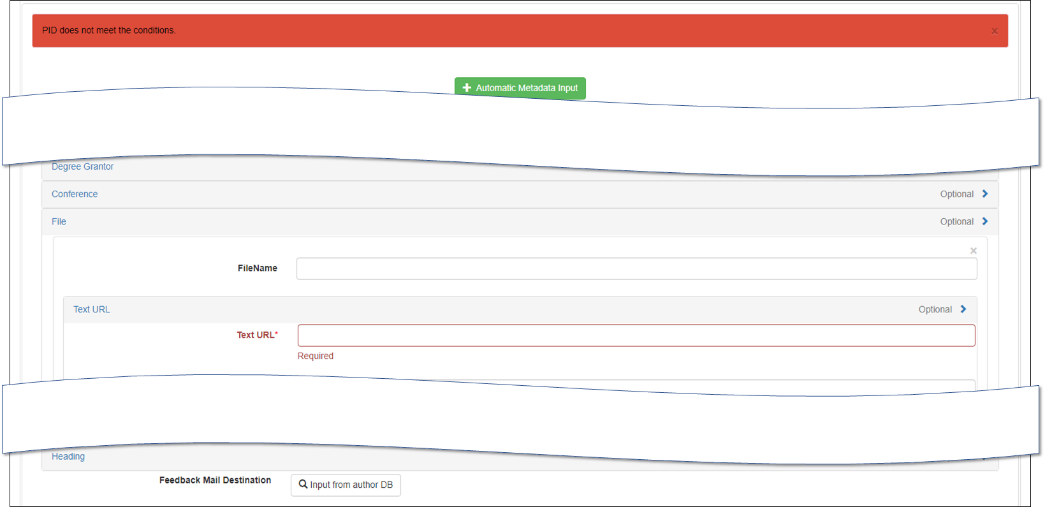 PID does not meet the conditions.
×
Automatic Metadata Input
Degree Grantor
Conference Optional
File Optional
×
FileName
Text URL Optional
Text URL*
Required
Heading
Feedback Mail Destination Input from author DB